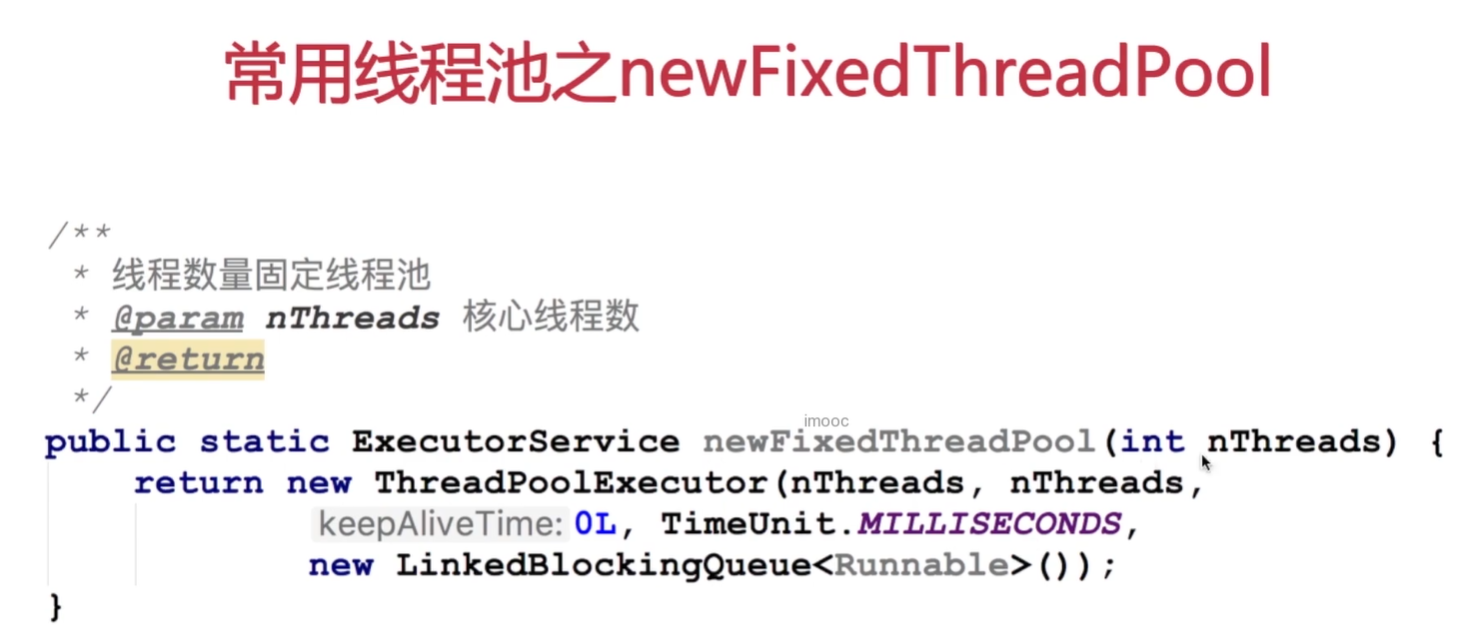 常用线程池之newFixedThreadPool
/**
* 线程数量固定线程池
* @param nThreads 核心线程数
* @return
*/
imooc
public static ExecutorService newFixedThreadPool(int nThreads) {
return new ThreadPoolExecutor(nThreads, nThreads,
keepAliveTime: 0L, TimeUnit.MILLISECONDS,
new LinkedBlockingQueue<Runnable>());
}